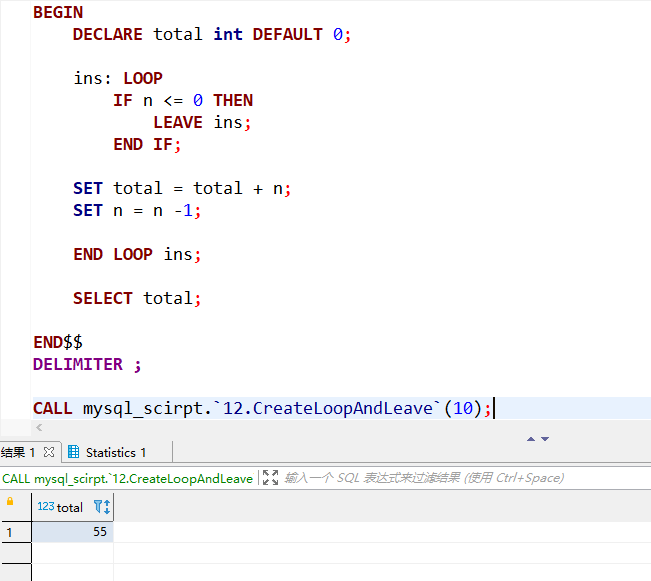 BEGIN
DECLARE total int DEFAULT 0;
ins: LOOP
IF n <= 0 THEN
LEAVE ins;
END IF;
SET total = total + n;
SET n = n -1;
END LOOP ins;
SELECT total;
END$$
DELIMITER ;
CALL mysql_scirpt.`12.CreateLoopAndLeave`(10);
结果 1 Statistics 1
CALL mysql_scirpt.`12.CreateLoopAndLeave 输入一个 SQL 表达式来过滤结果 (使用 Ctrl+Space)
123 total
1 55